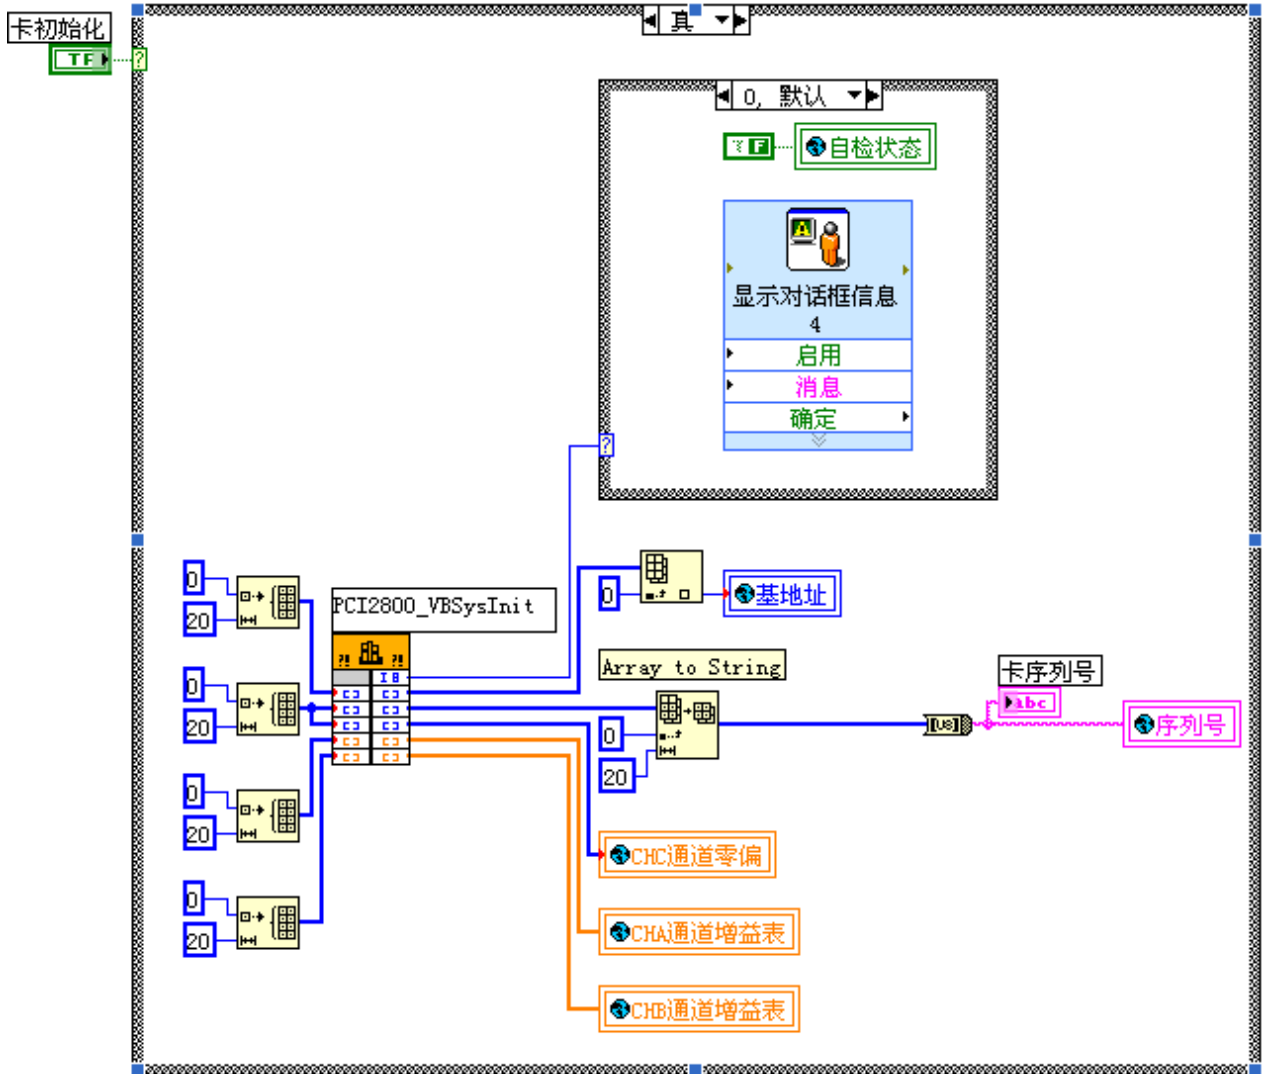 卡初始化
真
TF
?
0, 默认
F
自检状态
显示对话框信息
4
启用
消息
确定
?
0
20
PCI2800_VBSysInit
?!
?!
I8
0
基地址
0
20
Array to String
0
20
[U8]
卡序列号
abc
序列号
0
20
CHC通道零偏
0
20
CHA通道增益表
CHB通道增益表